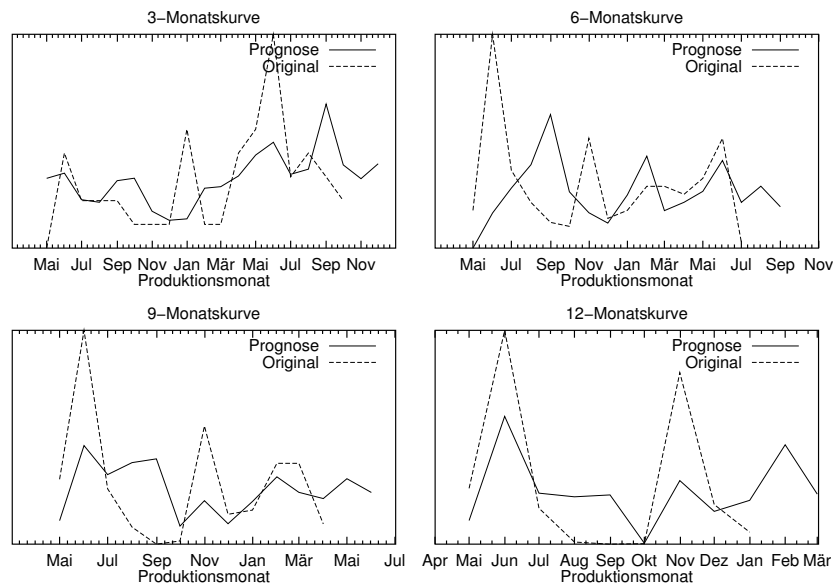 3−Monatskurve
Prognose
Original
Mai Jul Sep Nov Jan Mär Mai Jul Sep Nov
Produktionsmonat
6−Monatskurve
Prognose
Original
Mai Jul Sep Nov Jan Mär Mai Jul Sep Nov
Produktionsmonat
9−Monatskurve
Prognose
Original
Mai Jul Sep Nov Jan Mär Mai Jul
Produktionsmonat
12−Monatskurve
Prognose
Original
Apr Mai Jun Jul Aug Sep Okt Nov Dez Jan Feb Mär
Produktionsmonat